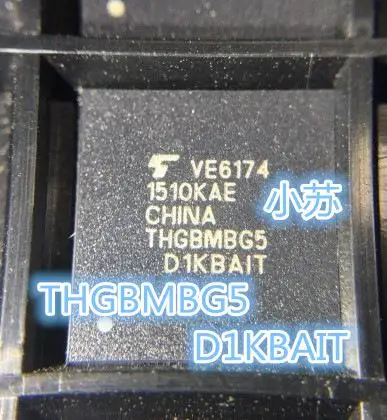 VE6174
1510KAE
CHINA
THGBMBG5
D1KBAIT
小苏
THGBMBG5
D1KBAIT